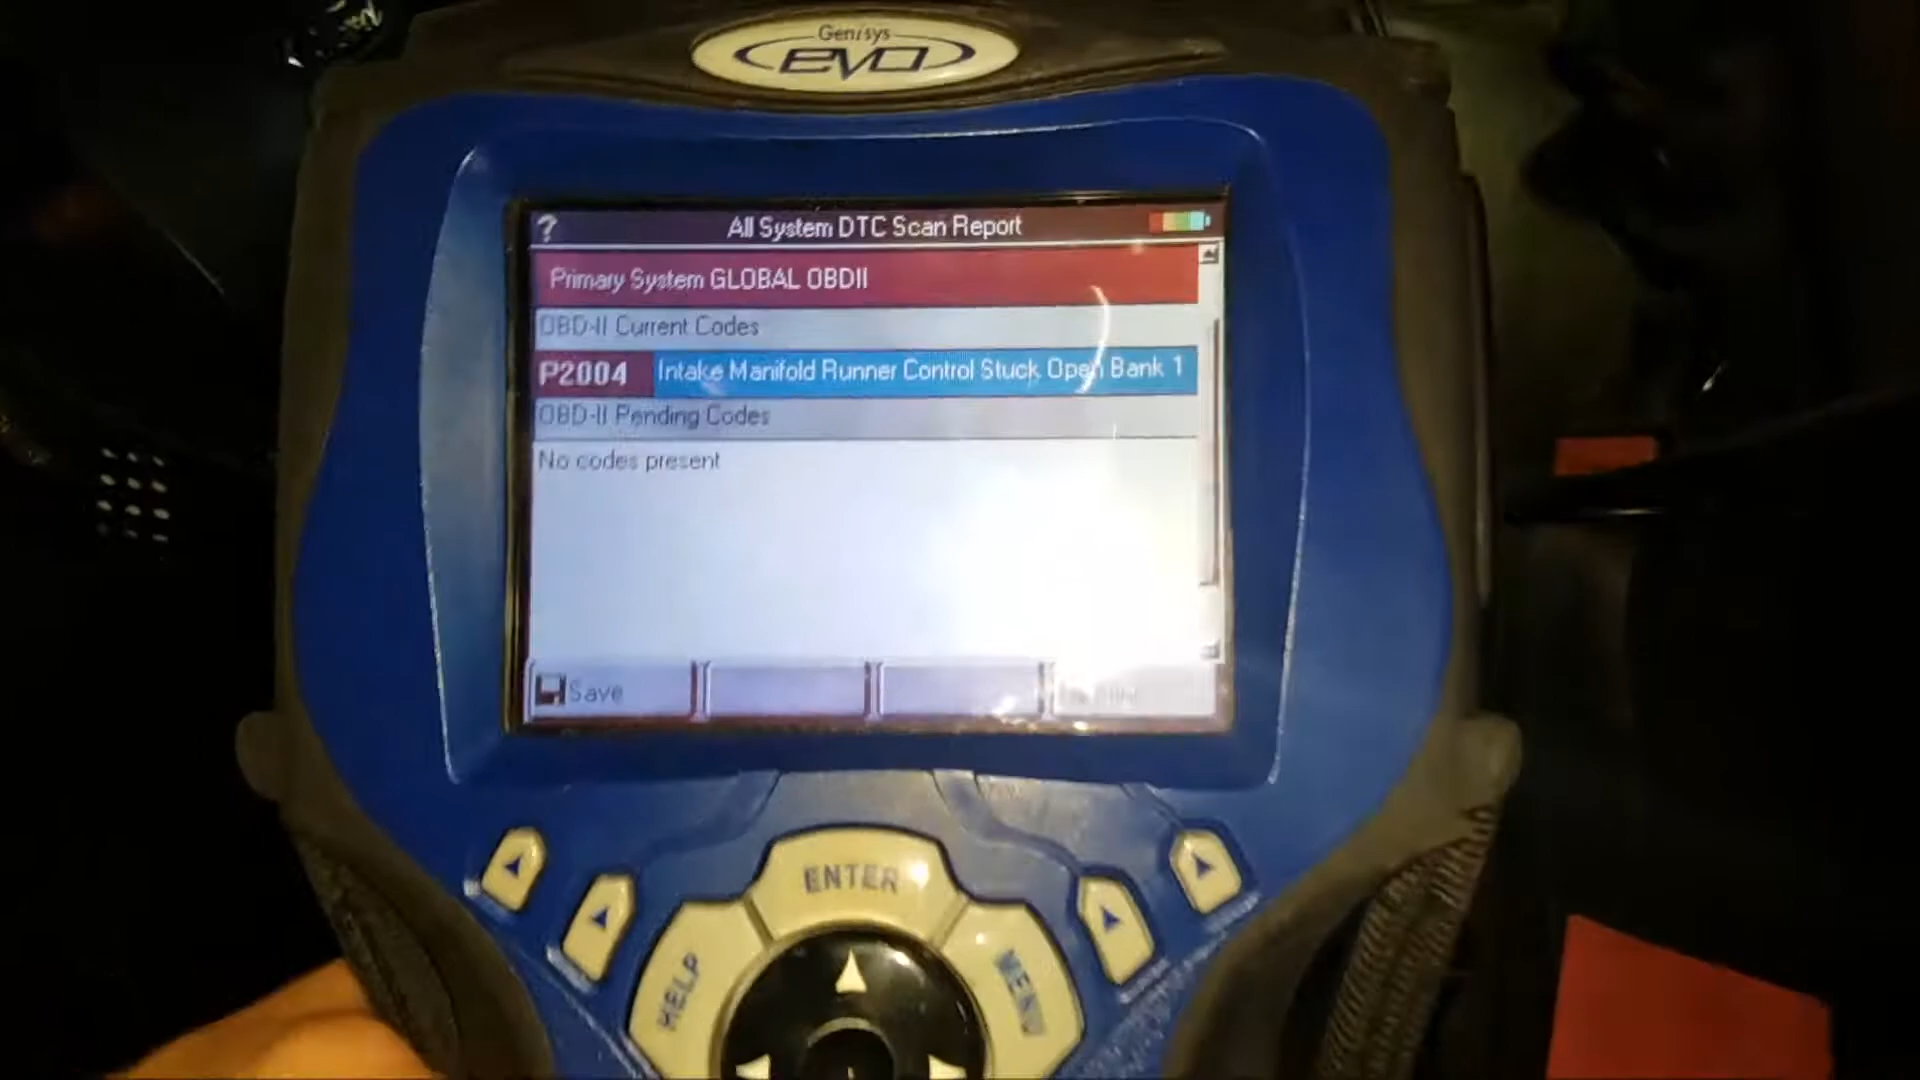 Genisys
EVO
? All System DTC Scan Report
Primary System GLOBAL OBDII
OBD-II Current Codes
P2004 Intake Manifold Runner Control Stuck Open Bank 1
OBD-II Pending Codes
No codes present
Save
ENTER
HELP
MENU